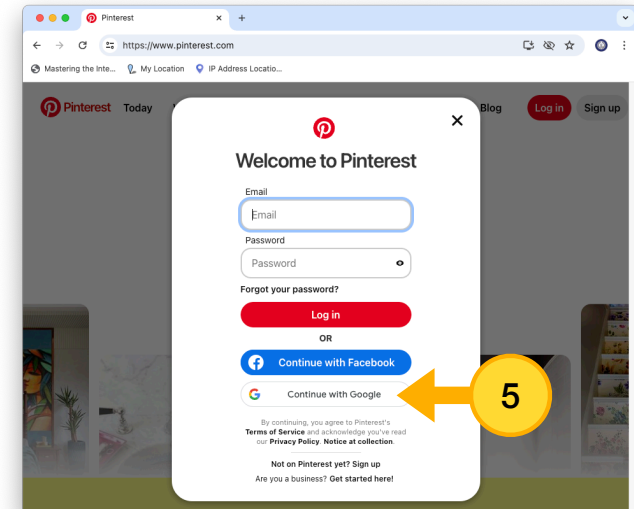 Pinterest
https://www.pinterest.com
Mastering the Inte... My Location IP Address Locatio...
Pinterest Today Blog Log in Sign up
Welcome to Pinterest
Email
Email
Password
Password
Forgot your password?
Log in
OR
Continue with Facebook
Continue with Google
5
By continuing, you agree to Pinterest's
Terms of Service and acknowledge you've read
our Privacy Policy. Notice at collection.
Not on Pinterest yet? Sign up
Are you a business? Get started here!